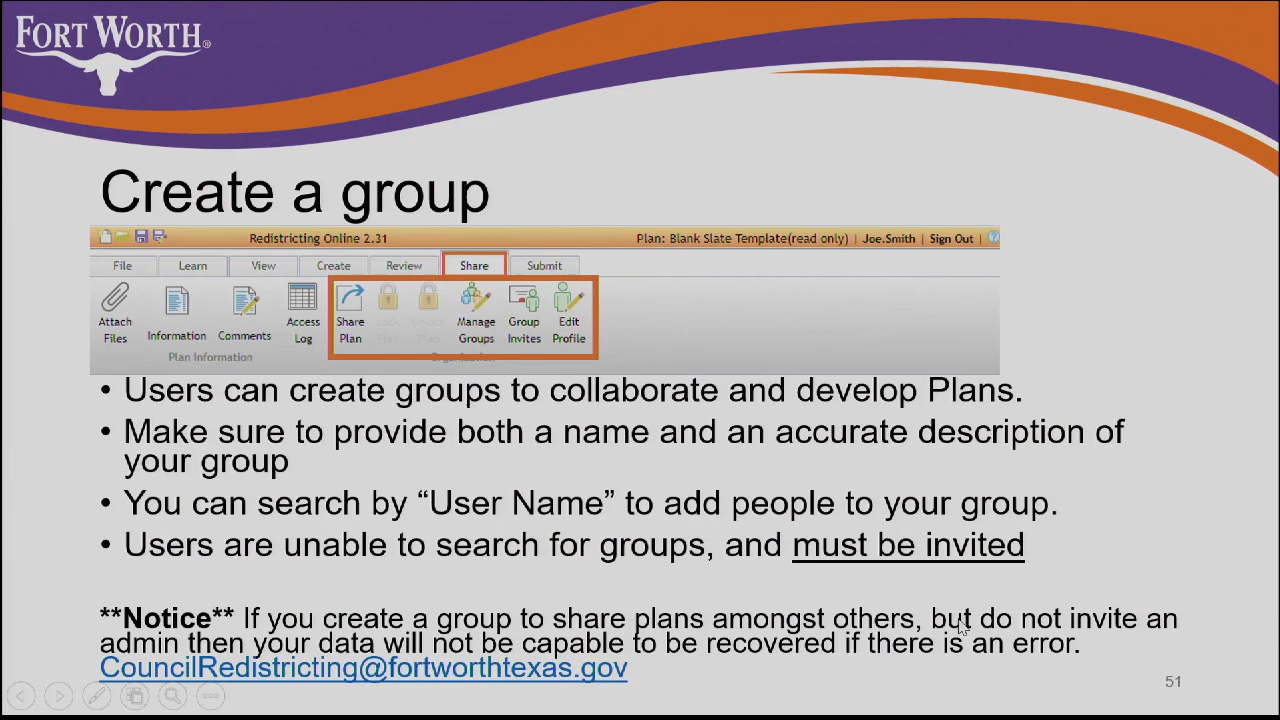 FORT WORTH®
Create a group
Redistricting Online 2.31
Plan: Blank Slate Template(read only) | Joe.Smith | Sign Out |
File Learn View Create Review Share Submit
Attach Files
Information
Comments
Access Log
Share Plan
Lock Plan
Unlock Plan
Manage Groups
Group Invites
Edit Profile
Plan Information
Organization
• Users can create groups to collaborate and develop Plans.
• Make sure to provide both a name and an accurate description of
your group
• You can search by “User Name” to add people to your group.
• Users are unable to search for groups, and must be invited
**Notice** If you create a group to share plans amongst others, but do not invite an
admin then your data will not be capable to be recovered if there is an error.
CouncilRedistricting@fortworthtexas.gov
51